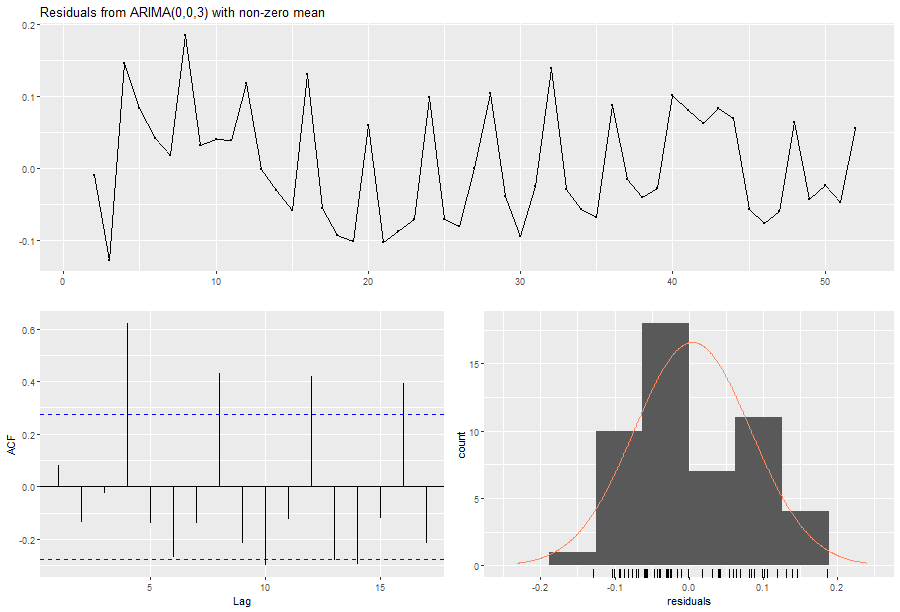 Residuals from ARIMA(0,0,3) with non-zero mean
0.2
0.1
0.0
-0.1
0 10 20 30 40 50
0.6
0.4
0.2
0.0
-0.2
ACF
5 10 15
Lag
15
10
5
0
count
-0.2 -0.1 0.0 0.1 0.2
residuals